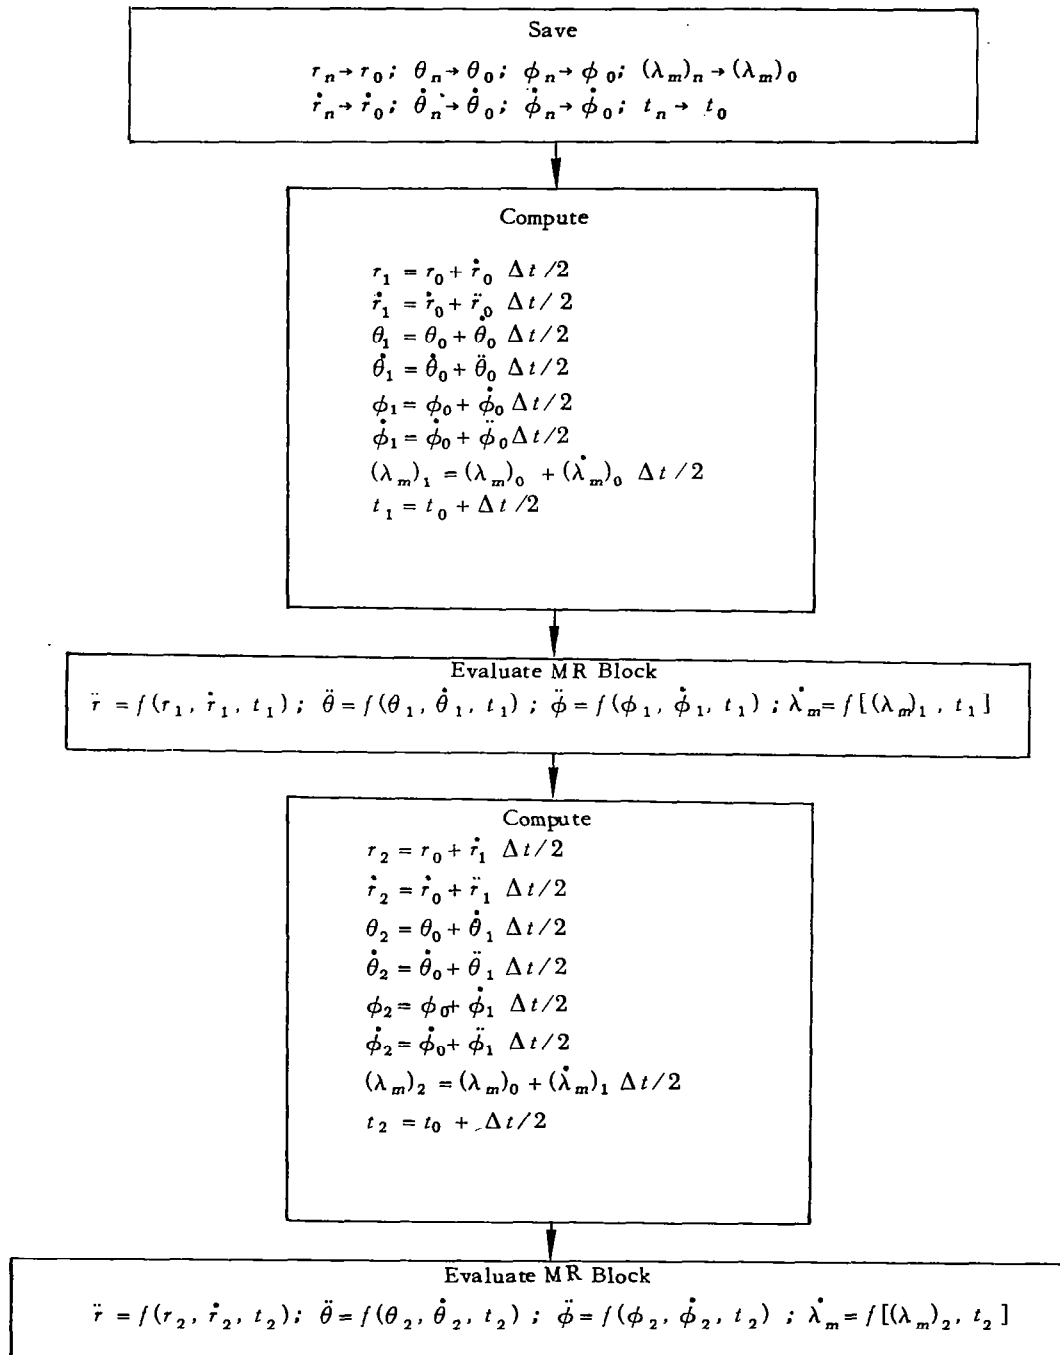 Save
r_n → r_0 ; θ_n → θ_0 ; ϕ_n → ϕ_0 ; (λ_m)_n → (λ_m)_0
ṙ_n → ṙ_0 ; θ̇_n → θ̇_0 ; ϕ̇_n → ϕ̇_0 ; t_n → t_0
Compute
r_1 = r_0 + ṙ_0 Δt/2
ṙ_1 = ṙ_0 + r̈_0 Δt/2
θ_1 = θ_0 + θ̇_0 Δt/2
θ̇_1 = θ̇_0 + θ̈_0 Δt/2
ϕ_1 = ϕ_0 + ϕ̇_0 Δt/2
ϕ̇_1 = ϕ̇_0 + ϕ̈_0 Δt/2
(λ_m)_1 = (λ_m)_0 + (λ̇_m)_0 Δt/2
t_1 = t_0 + Δt/2
Evaluate MR Block
r̈ = f(r_1, ṙ_1, t_1); θ̈ = f(θ_1, θ̇_1, t_1) ; ϕ̈ = f(ϕ_1, ϕ̇_1, t_1) ; λ̇_m = f[(λ_m)_1 , t_1]
Compute
r_2 = r_0 + ṙ_1 Δt/2
ṙ_2 = ṙ_0 + r̈_1 Δt/2
θ_2 = θ_0 + θ̇_1 Δt/2
θ̇_2 = θ̇_0 + θ̈_1 Δt/2
ϕ_2 = ϕ_0 + ϕ̇_1 Δt/2
ϕ̇_2 = ϕ̇_0 + ϕ̈_1 Δt/2
(λ_m)_2 = (λ_m)_0 + (λ̇_m)_1 Δt/2
t_2 = t_0 + Δt/2
Evaluate MR Block
r̈ = f(r_2, ṙ_2, t_2); θ̈ = f(θ_2, θ̇_2, t_2) ; ϕ̈ = f(ϕ_2, ϕ̇_2, t_2) ; λ̇_m = f[(λ_m)_2, t_2]